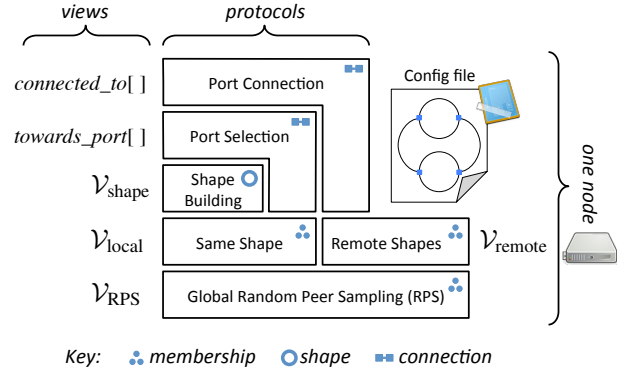 views protocols
connected_to[ ] Port Connection
Config file
towards_port[ ] Port Selection
𝒱shape Shape
Building
one node
𝒱local Same Shape Remote Shapes 𝒱remote
𝒱RPS Global Random Peer Sampling (RPS)
Key: membership shape connection